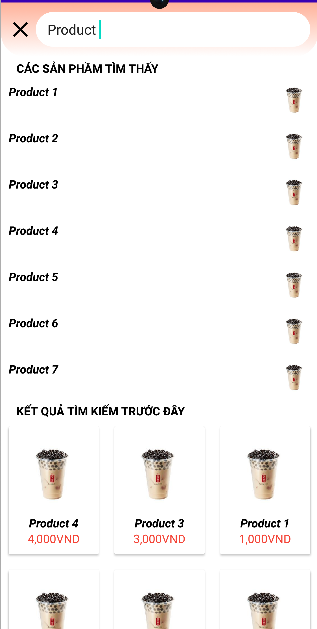 Product
CÁC SẢN PHẨM TÌM THẤY
Product 1
Product 2
Product 3
Product 4
Product 5
Product 6
Product 7
KẾT QUẢ TÌM KIẾM TRƯỚC ĐÂY
Product 4
4,000VND
Product 3
3,000VND
Product 1
1,000VND